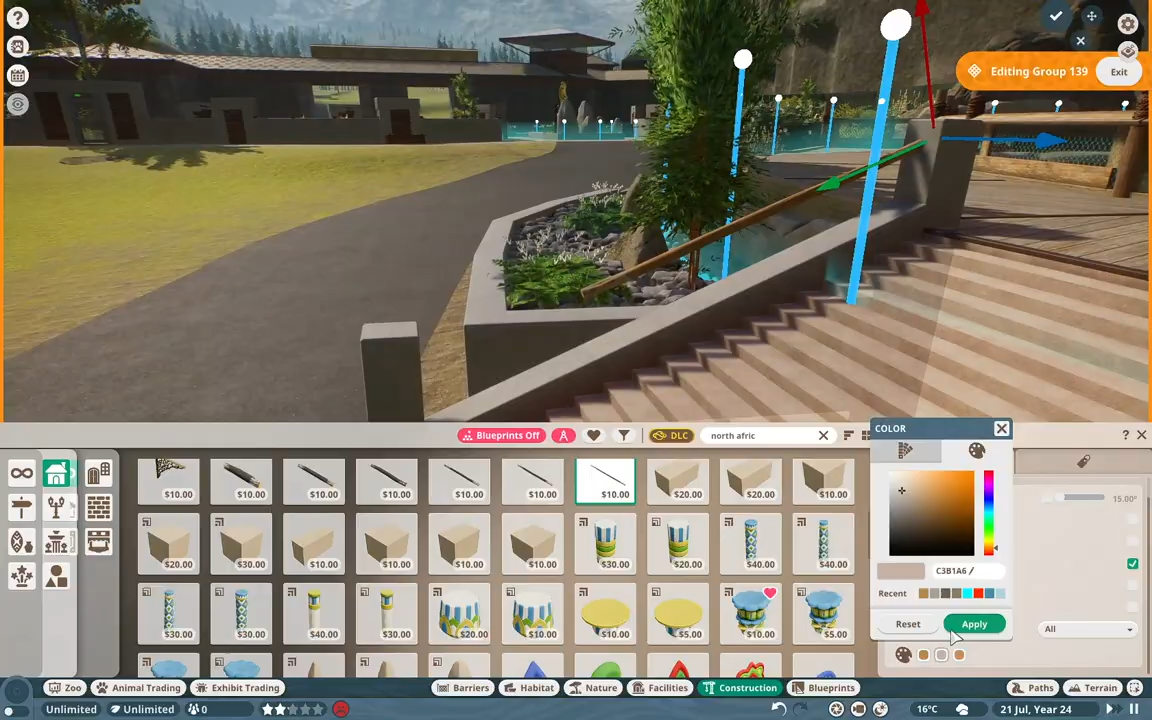 ?
Editing Group 139
Exit
Blueprints Off
DLC
north afric
?
COLOR
$10.00
$10.00
$10.00
$10.00
$10.00
$10.00
$10.00
$20.00
$20.00
$10.00
15.00°
$20.00
$30.00
$10.00
$10.00
$10.00
$10.00
$30.00
$20.00
$40.00
$40.00
C3B1A6
Recent
$30.00
$30.00
$40.00
$30.00
$20.00
$10.00
$10.00
$5.00
$10.00
$5.00
Reset
Apply
All
Zoo
Animal Trading
Exhibit Trading
Barriers
Habitat
Nature
Facilities
Construction
Blueprints
Paths
Terrain
Unlimited
Unlimited
0
16°C
21 Jul, Year 24